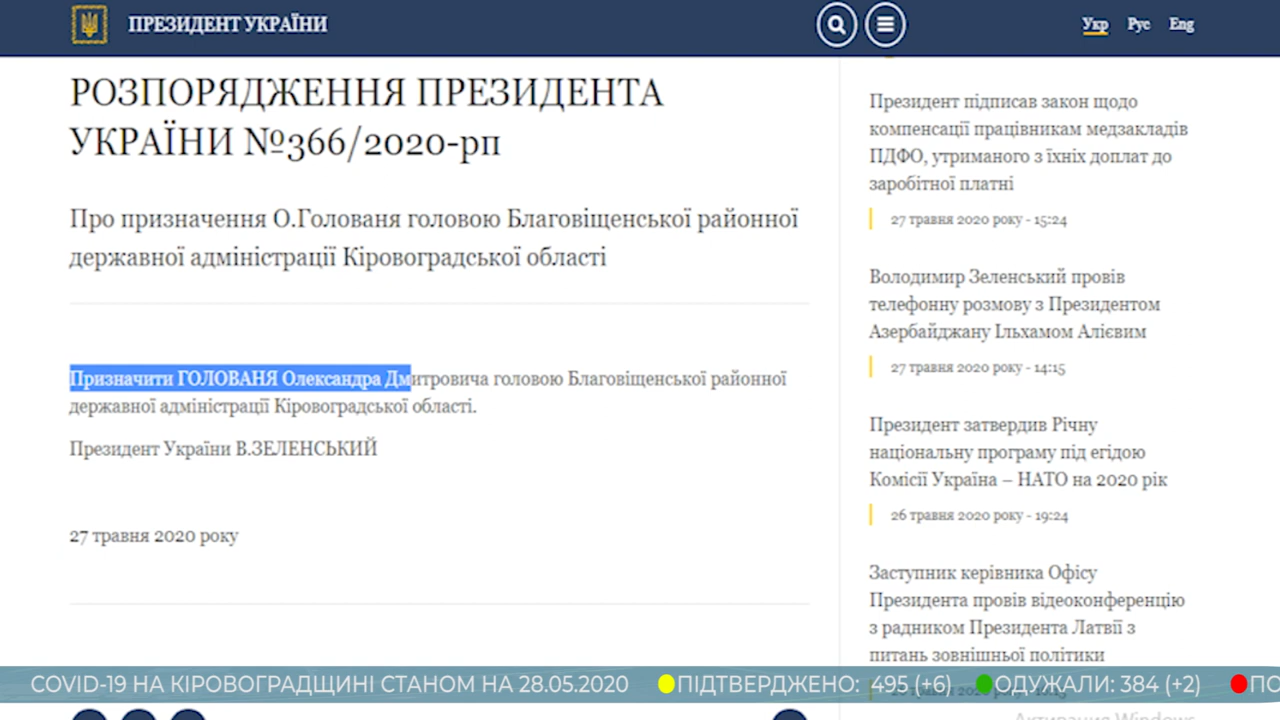 ПРЕЗИДЕНТ УКРАЇНИ
Укр Рус Eng
РОЗПОРЯДЖЕННЯ ПРЕЗИДЕНТА
УКРАЇНИ №366/2020-рп
Про призначення О.Голованя головою Благовіщенської районної
державної адміністрації Кіровоградської області
Призначити ГОЛОВАНЯ Олександра Дмитровича головою Благовіщенської районної
державної адміністрації Кіровоградської області.
Президент України В.ЗЕЛЕНСЬКИЙ
27 травня 2020 року
Президент підписав закон щодо
компенсації працівникам медзакладів
ПДФО, утриманого з їхніх доплат до
заробітної платні
27 травня 2020 року - 15:24
Володимир Зеленський провів
телефонну розмову з Президентом
Азербайджану Ільхамом Алієвим
27 травня 2020 року - 14:15
Президент затвердив Річну
національну програму під егідою
Комісії Україна – НАТО на 2020 рік
26 травня 2020 року - 19:24
Заступник керівника Офісу
Президента провів відеоконференцію
з радником Президента Латвії з
питань зовнішньої політики
COVID-19 НА КІРОВОГРАДЩИНІ СТАНОМ НА 28.05.2020 ПІДТВЕРДЖЕНО: 495 (+6) ОДУЖАЛИ: 384 (+2) ПО